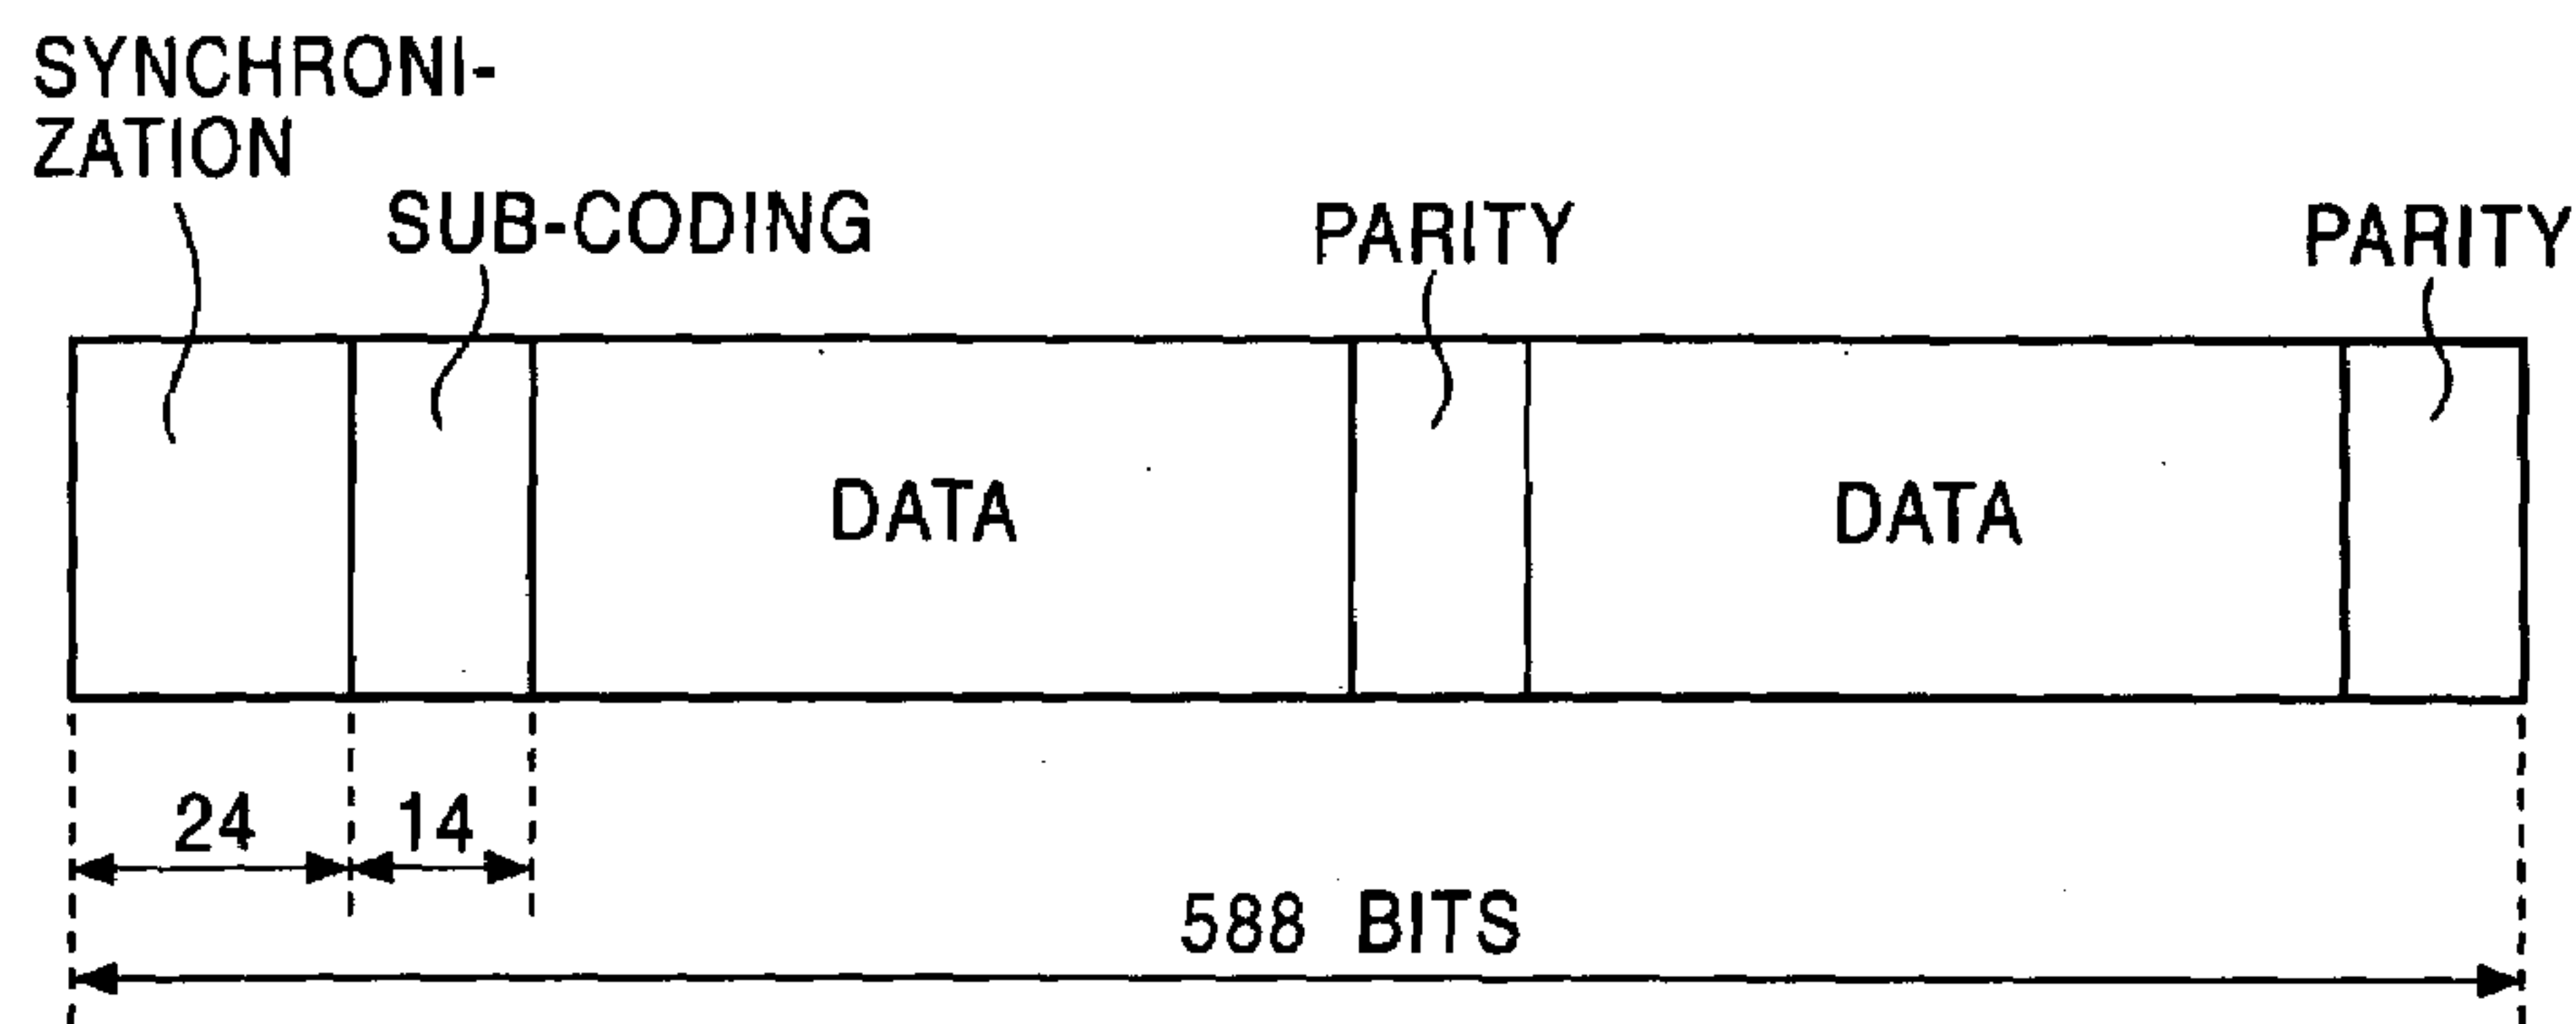 SYNCHRONI-
ZATION
SUB-CODING
PARITY
PARITY
DATA
DATA
24
14
588 BITS